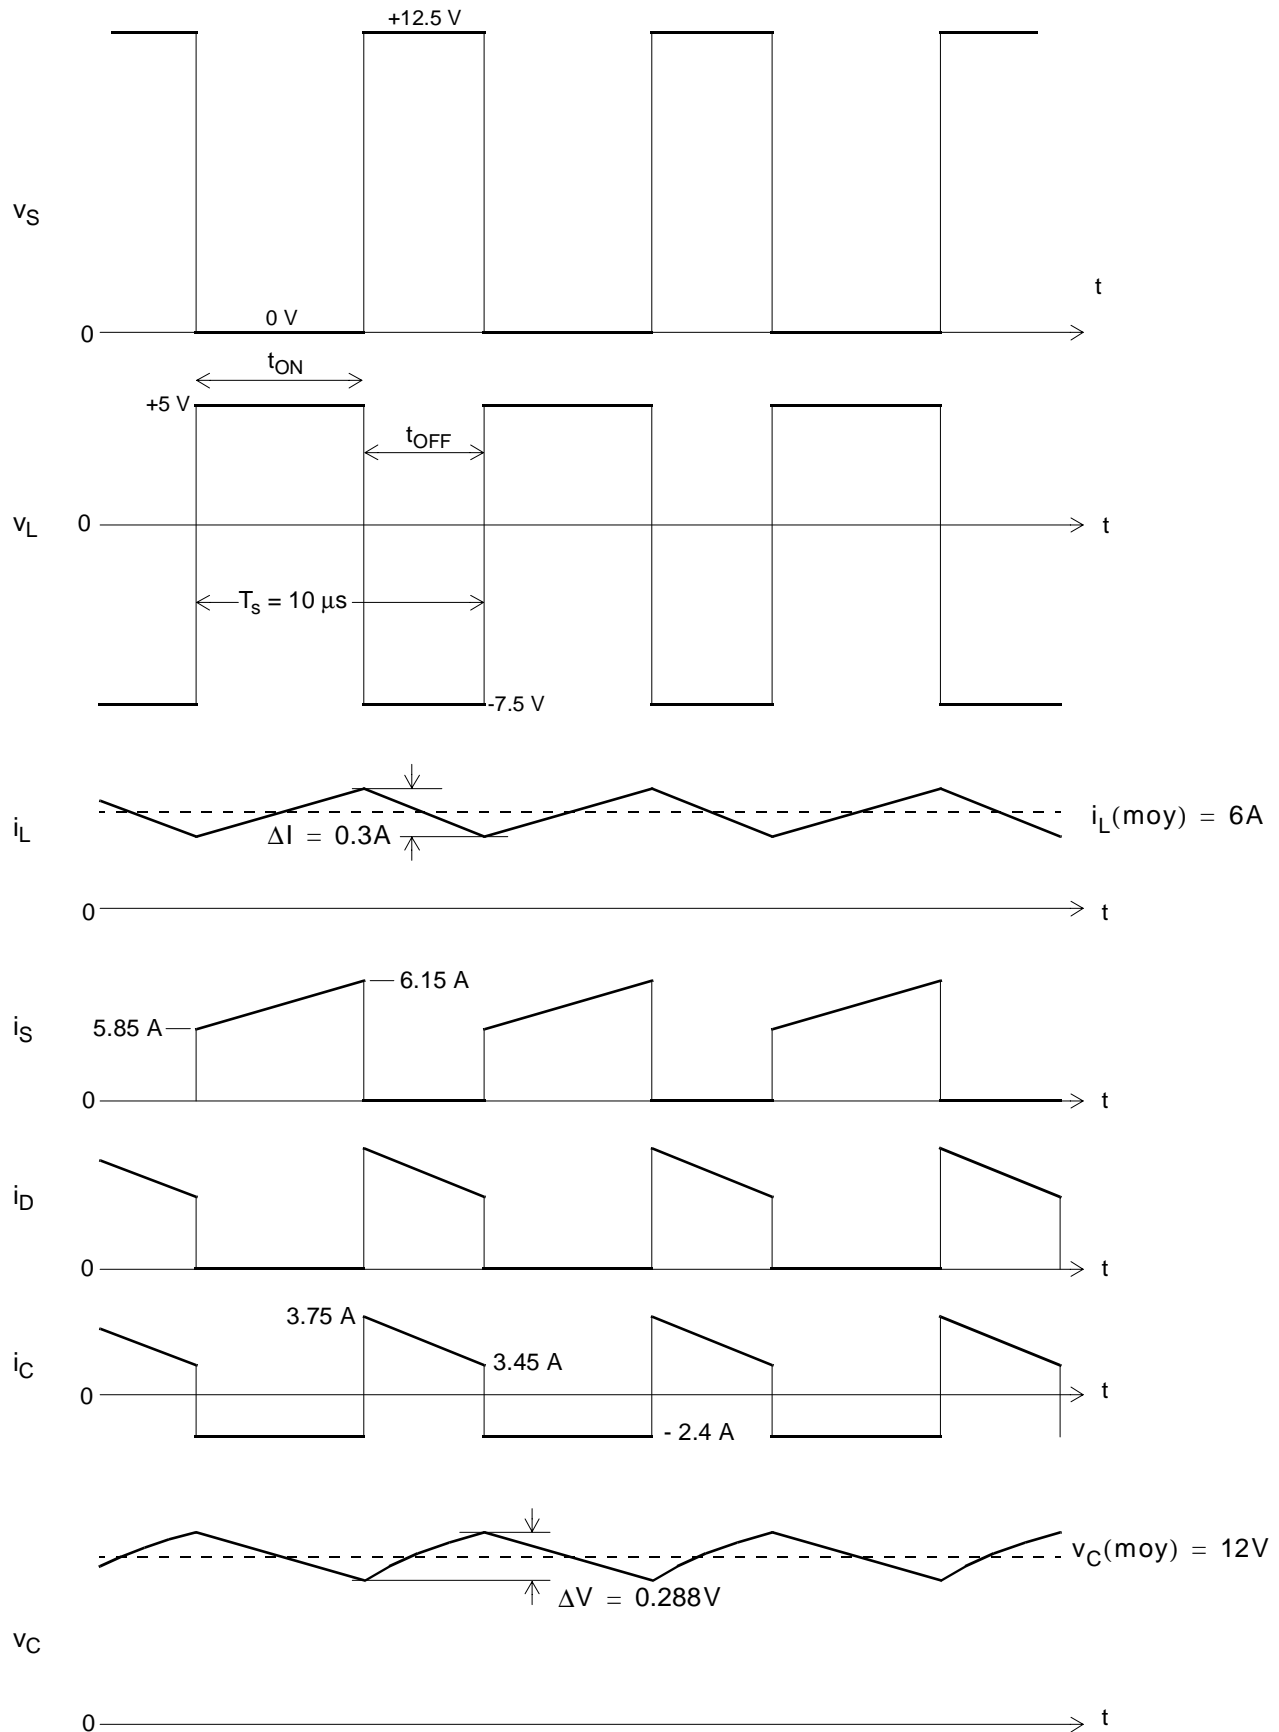 +12.5 V
vS
t
0 V
0
tON
+5 V
tOFF
vL
0
t
Ts = 10 μs
-7.5 V
iL
ΔI = 0.3A
iL(moy) = 6A
0
t
6.15 A
5.85 A
iS
0
t
iD
0
t
3.75 A
3.45 A
iC
0
t
- 2.4 A
vC(moy) = 12V
ΔV = 0.288V
vC
0
t